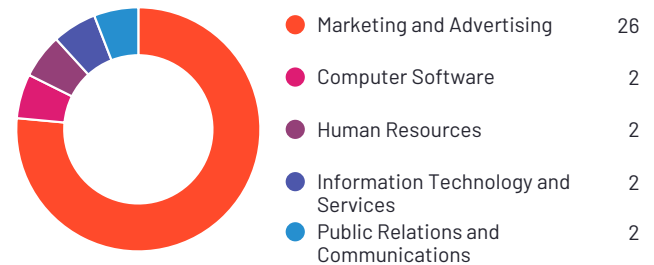 Marketing and Advertising 26
Computer Software 2
Human Resources 2
Information Technology and 2
Services
Public Relations and 2
Communications